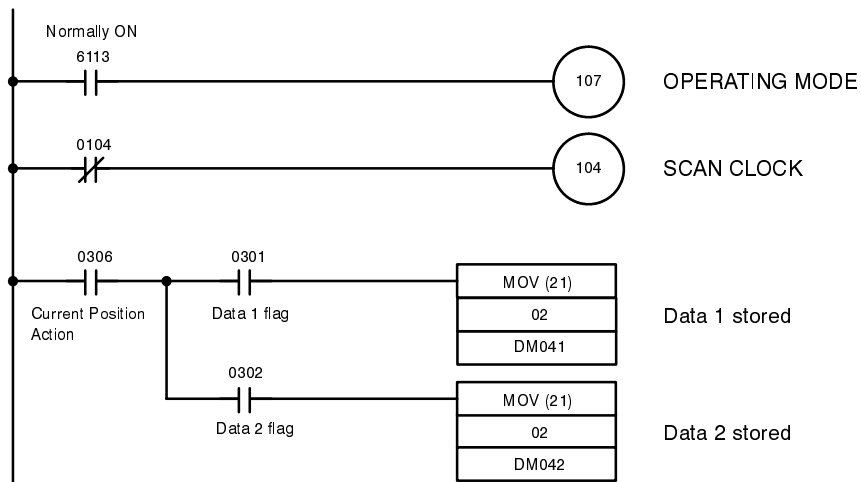 Normally ON
6113
107
OPERATING MODE
0104
104
SCAN CLOCK
0306
0301
Current Position
Action
Data 1 flag
MOV (21)
02
DM041
Data 1 stored
0302
Data 2 flag
MOV (21)
02
DM042
Data 2 stored